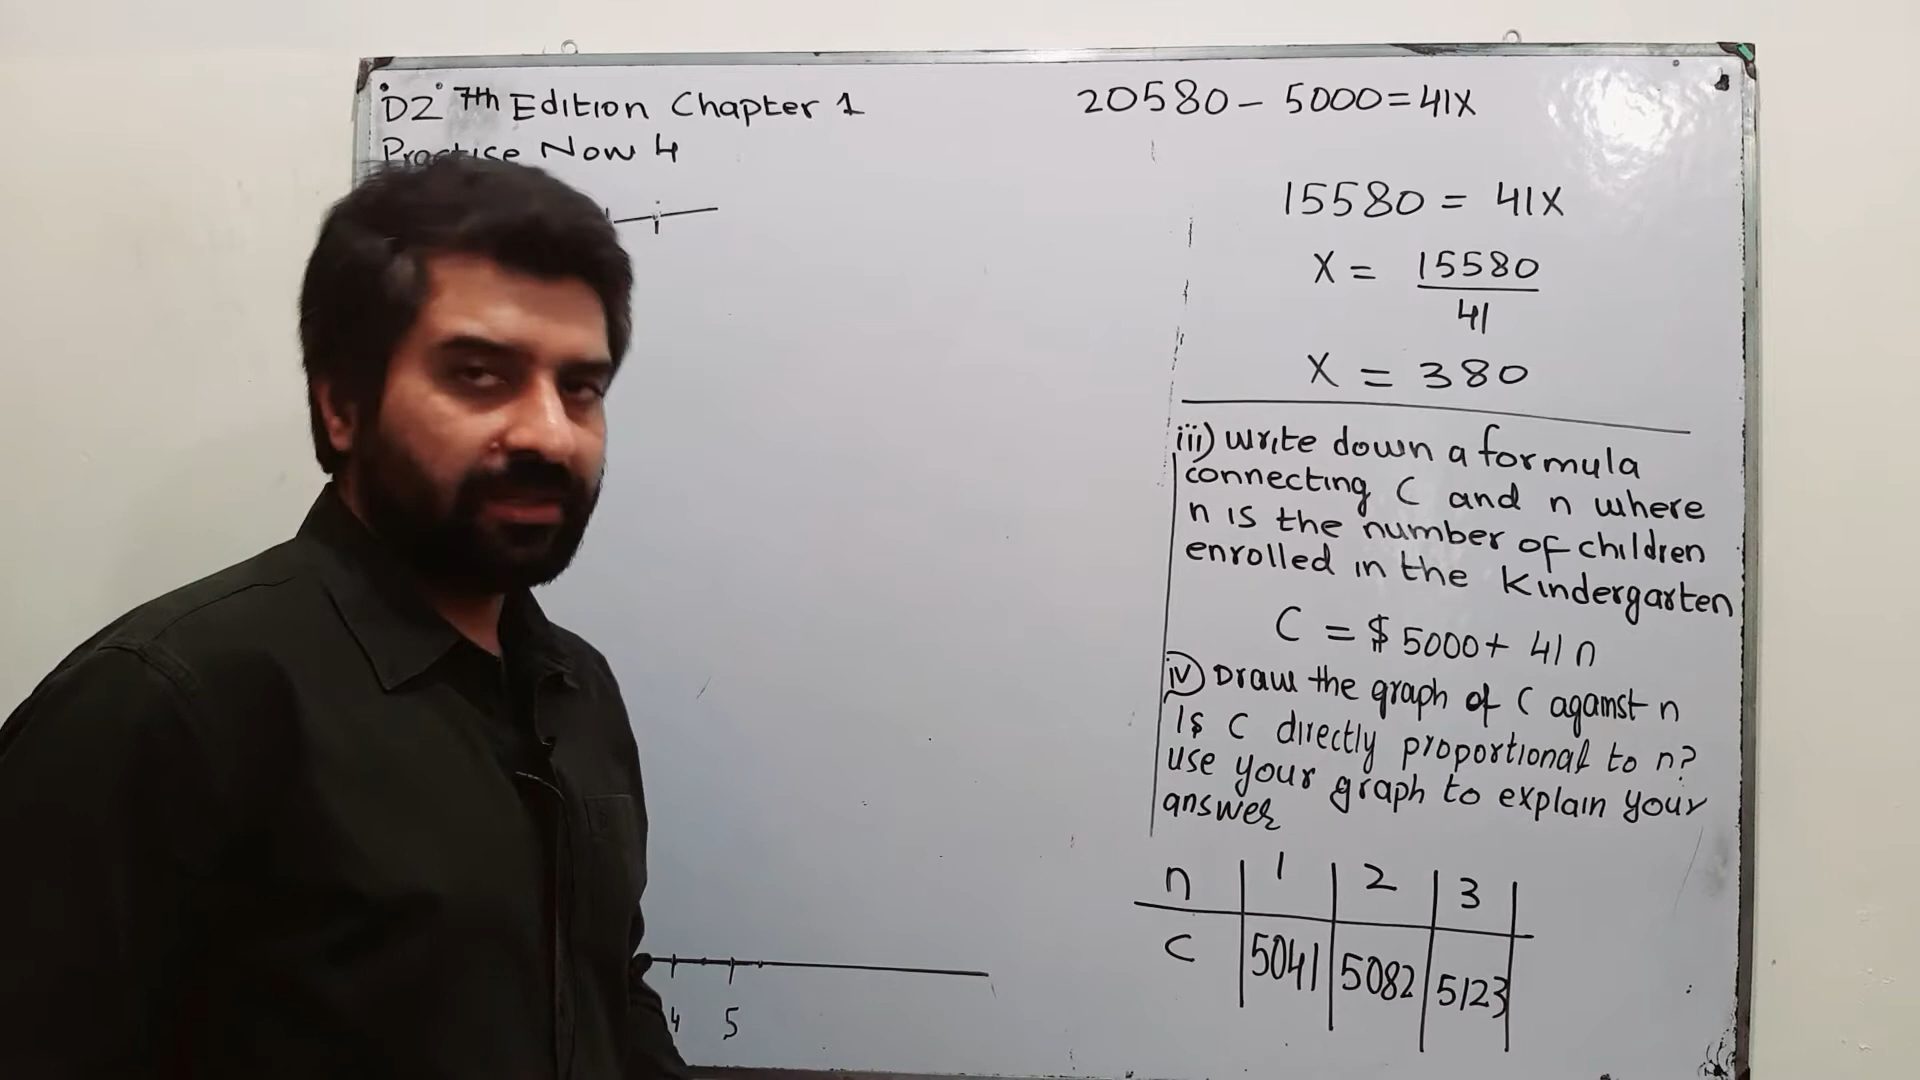 D2 7th Edition Chapter 1
Practise Now 4
20580 - 5000 = 41X
15580 = 41X
X = 15580
41
X = 380
iii) Write down a formula
connecting C and n where
n is the number of children
enrolled in the Kindergarten
C = $ 5000 + 41 n
iv) Draw the graph of C against n
Is C directly proportional to n?
use your graph to explain your
answer
n 1 2 3
C 5041 5082 5123
4 5